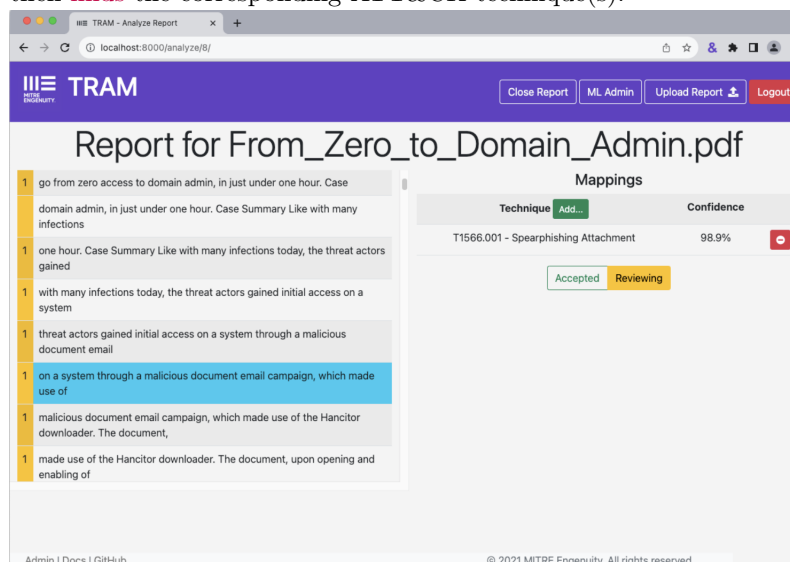 TRAM - Analyze Report
localhost:8000/analyze/8/
MITRE
ENGENUITY
TRAM
Close Report
ML Admin
Upload Report
Logout
Report for From_Zero_to_Domain_Admin.pdf
1 go from zero access to domain admin, in just under one hour. Case
domain admin, in just under one hour. Case Summary Like with many
infections
1 one hour. Case Summary Like with many infections today, the threat actors
gained
1 with many infections today, the threat actors gained initial access on a
system
1 threat actors gained initial access on a system through a malicious
document email
1 on a system through a malicious document email campaign, which made
use of
1 malicious document email campaign, which made use of the Hancitor
downloader. The document,
1 made use of the Hancitor downloader. The document, upon opening and
enabling of
Mappings
Technique Add... Confidence
T1566.001 - Spearphishing Attachment 98.9%
Accepted Reviewing
Admin | Docs | GitHub
© 2021 MITRE Engenuity. All rights reserved